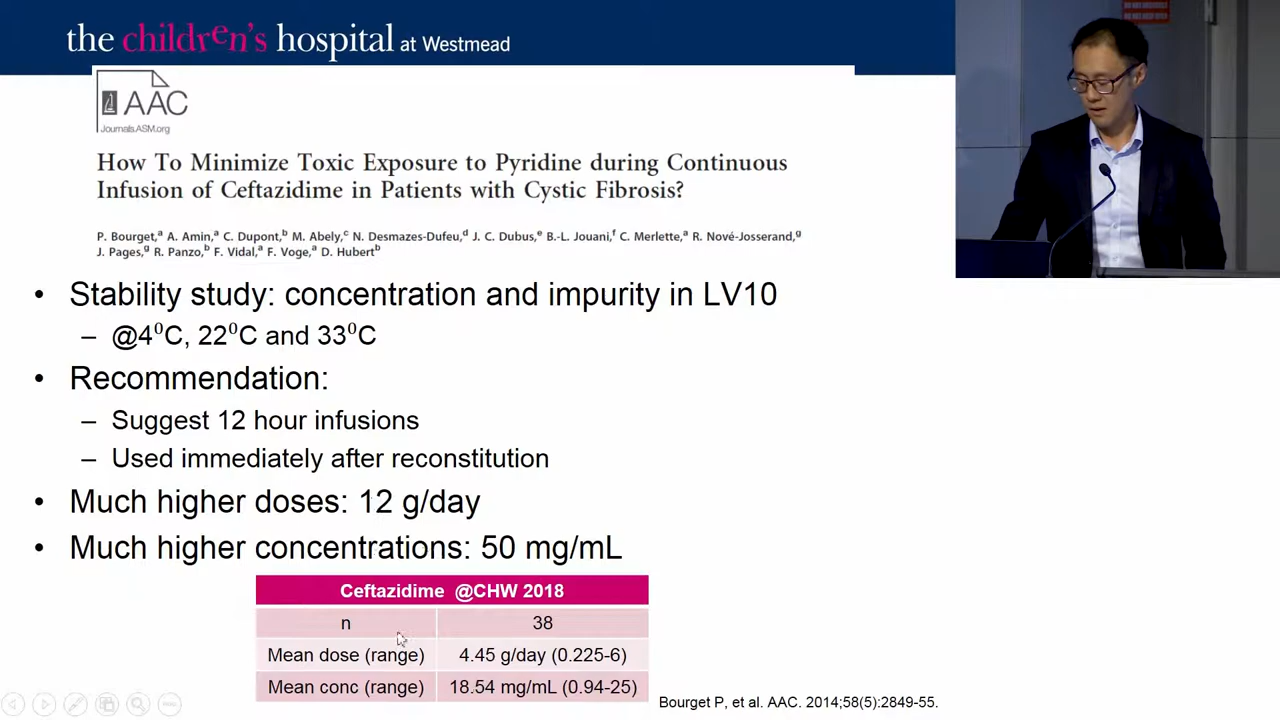 the children's hospital at Westmead
AAC
Journals.ASM.org
How To Minimize Toxic Exposure to Pyridine during Continuous
Infusion of Ceftazidime in Patients with Cystic Fibrosis?
P. Bourget,ᵃ A. Amin,ᵃ C. Dupont,ᵇ M. Abely,ᶜ N. Desmazes-Dufeu,ᵈ J. C. Dubus,ᵉ B.-L. Jouani,ᶠ C. Merlette,ᵃ R. Nové-Josserand,ᵍ
J. Pages,ᵍ R. Panzo,ᵇ F. Vidal,ᵃ F. Voge,ᵃ D. Hubertᵇ
• Stability study: concentration and impurity in LV10
– @4⁰C, 22⁰C and 33⁰C
• Recommendation:
– Suggest 12 hour infusions
– Used immediately after reconstitution
• Much higher doses: 12 g/day
• Much higher concentrations: 50 mg/mL
Ceftazidime @CHW 2018
n 38
Mean dose (range) 4.45 g/day (0.225-6)
Mean conc (range) 18.54 mg/mL (0.94-25)
Bourget P, et al. AAC. 2014;58(5):2849-55.